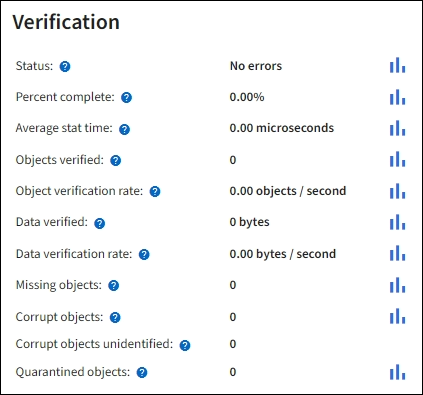 Verification
Status: ? No errors
Percent complete: ? 0.00%
Average stat time: ? 0.00 microseconds
Objects verified: ? 0
Object verification rate: ? 0.00 objects / second
Data verified: ? 0 bytes
Data verification rate: ? 0.00 bytes / second
Missing objects: ? 0
Corrupt objects: ? 0
Corrupt objects unidentified: ? 0
Quarantined objects: ? 0